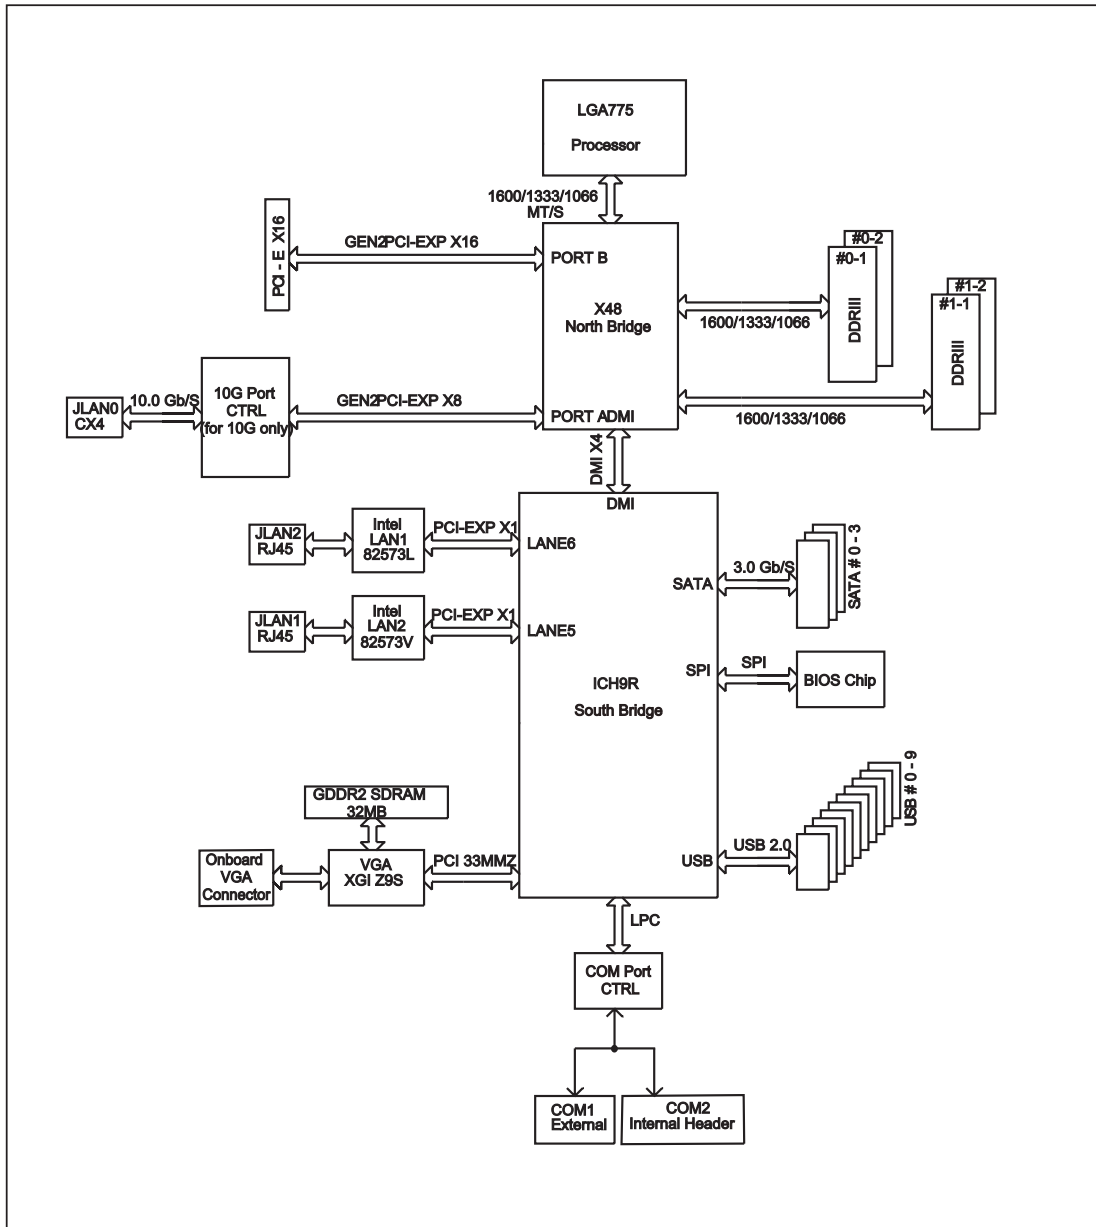 LGA775
Processor
1600/1333/1066
MT/S
PCI - E X16
GEN2PCI-EXP X16
PORT B
X48
North Bridge
#0-2
#0-1
DDRIII
1600/1333/1066
#1-2
#1-1
DDRIII
1600/1333/1066
JLAN0
CX4
10.0 Gb/S
10G Port
CTRL
(for 10G only)
GEN2PCI-EXP X8
PORT ADMI
DMI X4
DMI
JLAN2
RJ45
Intel
LAN1
82573L
PCI-EXP X1
LANE6
JLAN1
RJ45
Intel
LAN2
82573V
PCI-EXP X1
LANE5
SATA
3.0 Gb/S
SATA # 0 - 3
SPI
SPI
BIOS Chip
ICH9R
South Bridge
GDDR2 SDRAM
32MB
Onboard
VGA
Connector
VGA
XGI Z9S
PCI 33MMZ
USB
USB 2.0
USB # 0 - 9
LPC
COM Port
CTRL
COM1
External
COM2
Internal Header